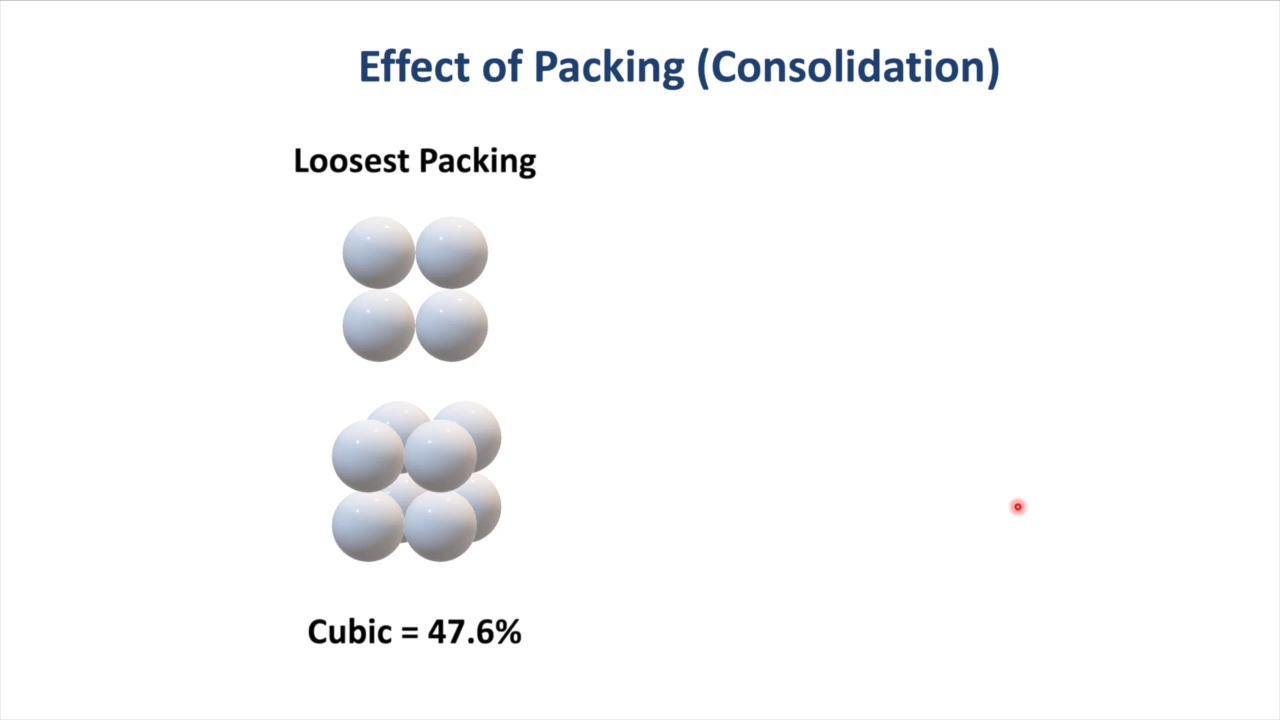 Effect of Packing (Consolidation)
Loosest Packing
Cubic = 47.6%